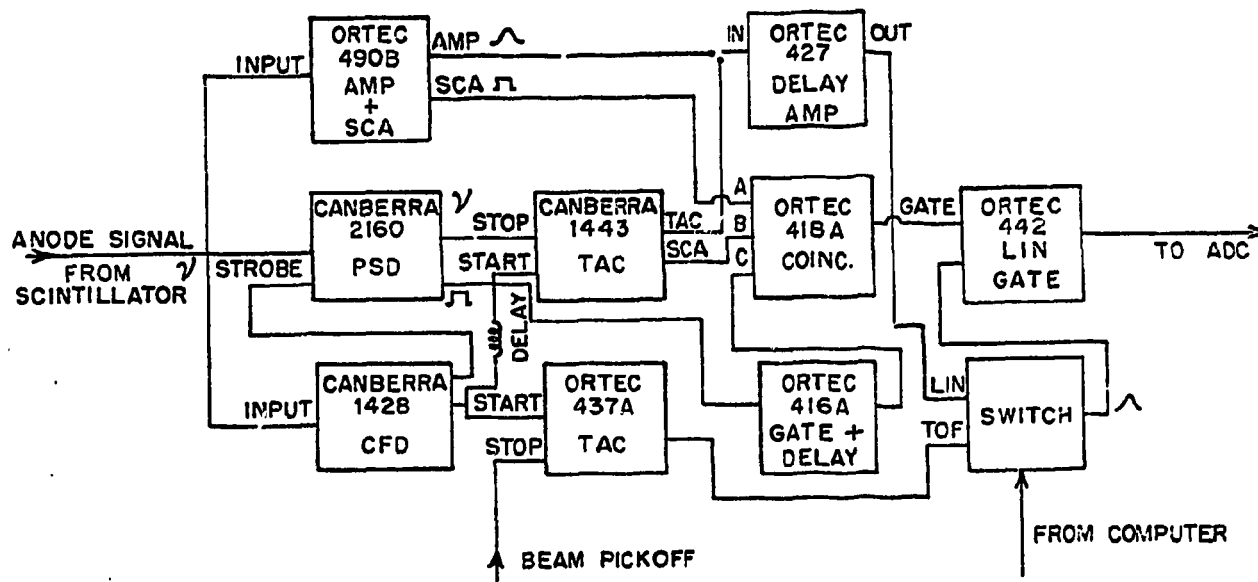 ORTEC
490B
AMP
+
SCA
INPUT
AMP
SCA
IN
ORTEC
427
DELAY
AMP
OUT
ANODE SIGNAL
FROM
SCINTILLATOR
STROBE
CANBERRA
2160
PSD
STOP
START
DELAY
CANBERRA
1443
TAC
TAC
SCA
A
B
C
ORTEC
418A
COINC.
GATE
ORTEC
442
LIN
GATE
TO ADC
INPUT
CANBERRA
1428
CFD
START
STOP
ORTEC
437A
TAC
ORTEC
416A
GATE +
DELAY
LIN
TOF
SWITCH
BEAM PICKOFF
FROM COMPUTER